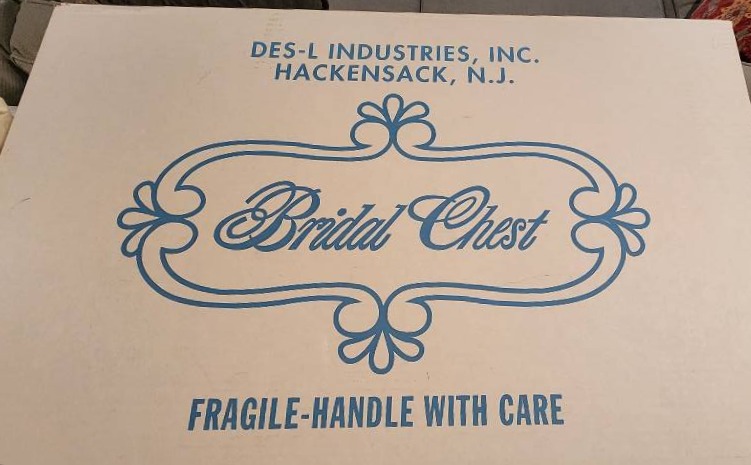 DES-L INDUSTRIES, INC.
HACKENSACK, N.J.
Bridal Chest
FRAGILE-HANDLE WITH CARE